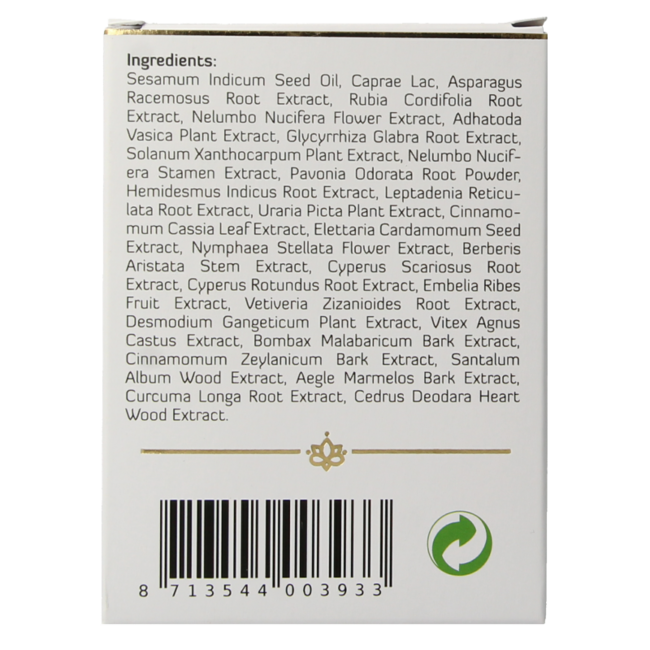 Ingredients:
Sesamum Indicum Seed Oil, Caprae Lac, Asparagus
Racemosus Root Extract, Rubia Cordifolia Root
Extract, Nelumbo Nucifera Flower Extract, Adhatoda
Vasica Plant Extract, Glycyrrhiza Glabra Root Extract,
Solanum Xanthocarpum Plant Extract, Nelumbo Nucif-
era Stamen Extract, Pavonia Odorata Root Powder,
Hemidesmus Indicus Root Extract, Leptadenia Reticu-
lata Root Extract, Uraria Picta Plant Extract, Cinnamo-
mum Cassia Leaf Extract, Elettaria Cardamomum Seed
Extract, Nymphaea Stellata Flower Extract, Berberis
Aristata Stem Extract, Cyperus Scariosus Root
Extract, Cyperus Rotundus Root Extract, Embelia Ribes
Fruit Extract, Vetiveria Zizanioides Root Extract,
Desmodium Gangeticum Plant Extract, Vitex Agnus
Castus Extract, Bombax Malabaricum Bark Extract,
Cinnamomum Zeylanicum Bark Extract, Santalum
Album Wood Extract, Aegle Marmelos Bark Extract,
Curcuma Longa Root Extract, Cedrus Deodara Heart
Wood Extract.
8 713544 003933